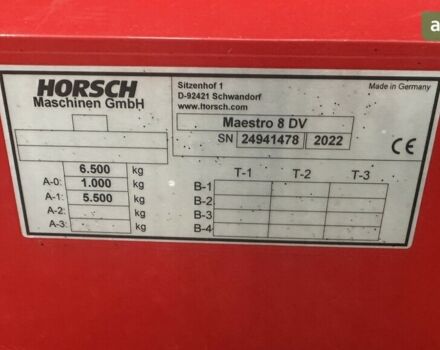 HORSCH
Maschinen GmbH
Sitzenhof 1
D-92421 Schwandorf
www.horsch.com
Made in Germany
Maestro 8 DV
SN 24941478 2022
CE
6.500 kg
A-0: 1.000 kg
A-1: 5.500 kg
A-2: kg
A-3: kg
T-1 T-2 T-3
B-1
B-2
B-3
B-4
a